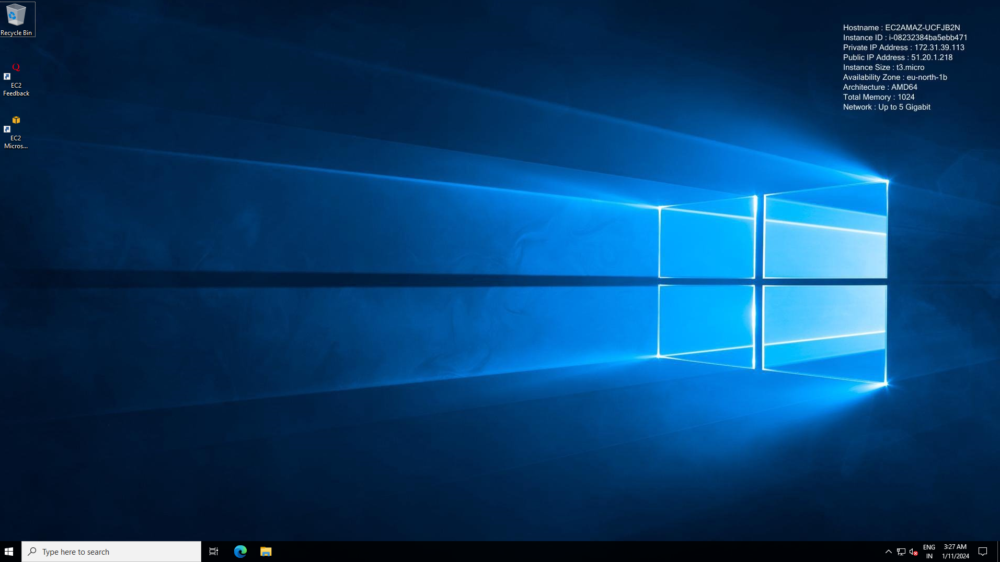 Recycle Bin
EC2
Feedback
EC2
Micros...
Hostname : EC2AMAZ-UCFJB2N
Instance ID : i-08232384ba5ebb471
Private IP Address : 172.31.39.113
Public IP Address : 51.20.1.218
Instance Size : t3.micro
Availability Zone : eu-north-1b
Architecture : AMD64
Total Memory : 1024
Network : Up to 5 Gigabit
Type here to search
ENG
IN
3:27 AM
1/11/2024